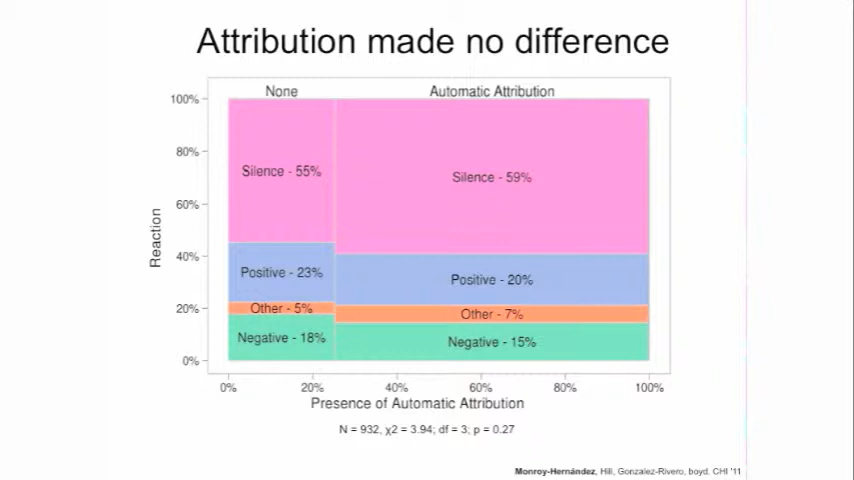 Attribution made no difference
None
Automatic Attribution
100%
80%
60%
40%
20%
0%
Reaction
Silence - 55%
Silence - 59%
Positive - 23%
Positive - 20%
Other - 5%
Other - 7%
Negative - 18%
Negative - 15%
0%
20%
40%
60%
80%
100%
Presence of Automatic Attribution
N = 932, χ2 = 3.94; df = 3; p = 0.27
Monroy-Hernández, Hill, Gonzalez-Rivero, boyd. CHI '11